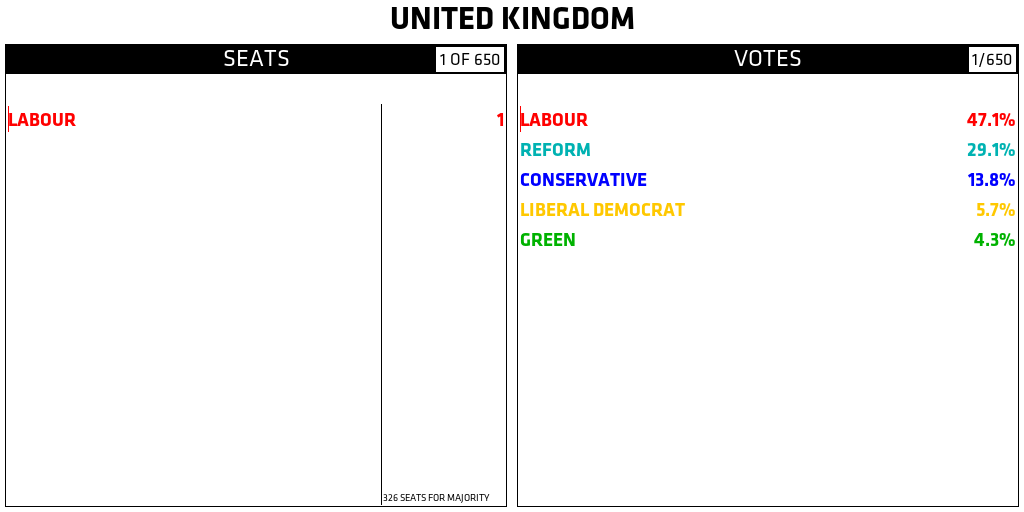 UNITED KINGDOM
SEATS 1 OF 650
LABOUR 1
326 SEATS FOR MAJORITY
VOTES 1/650
LABOUR 47.1%
REFORM 29.1%
CONSERVATIVE 13.8%
LIBERAL DEMOCRAT 5.7%
GREEN 4.3%